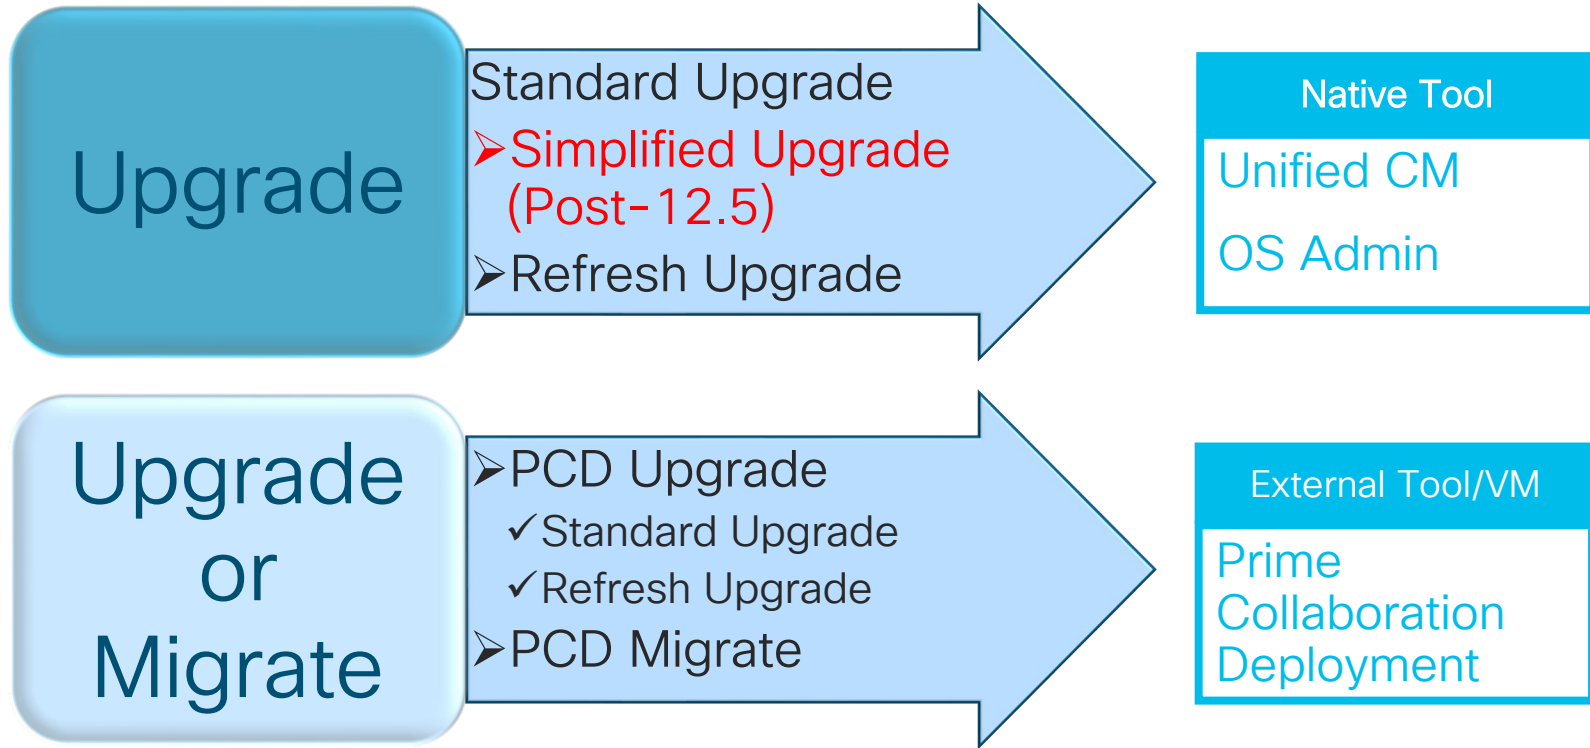 Upgrade
Standard Upgrade
➢Simplified Upgrade
(Post-12.5)
➢Refresh Upgrade
Native Tool
Unified CM
OS Admin
Upgrade
or
Migrate
➢PCD Upgrade
✓Standard Upgrade
✓Refresh Upgrade
➢PCD Migrate
External Tool/VM
Prime
Collaboration
Deployment